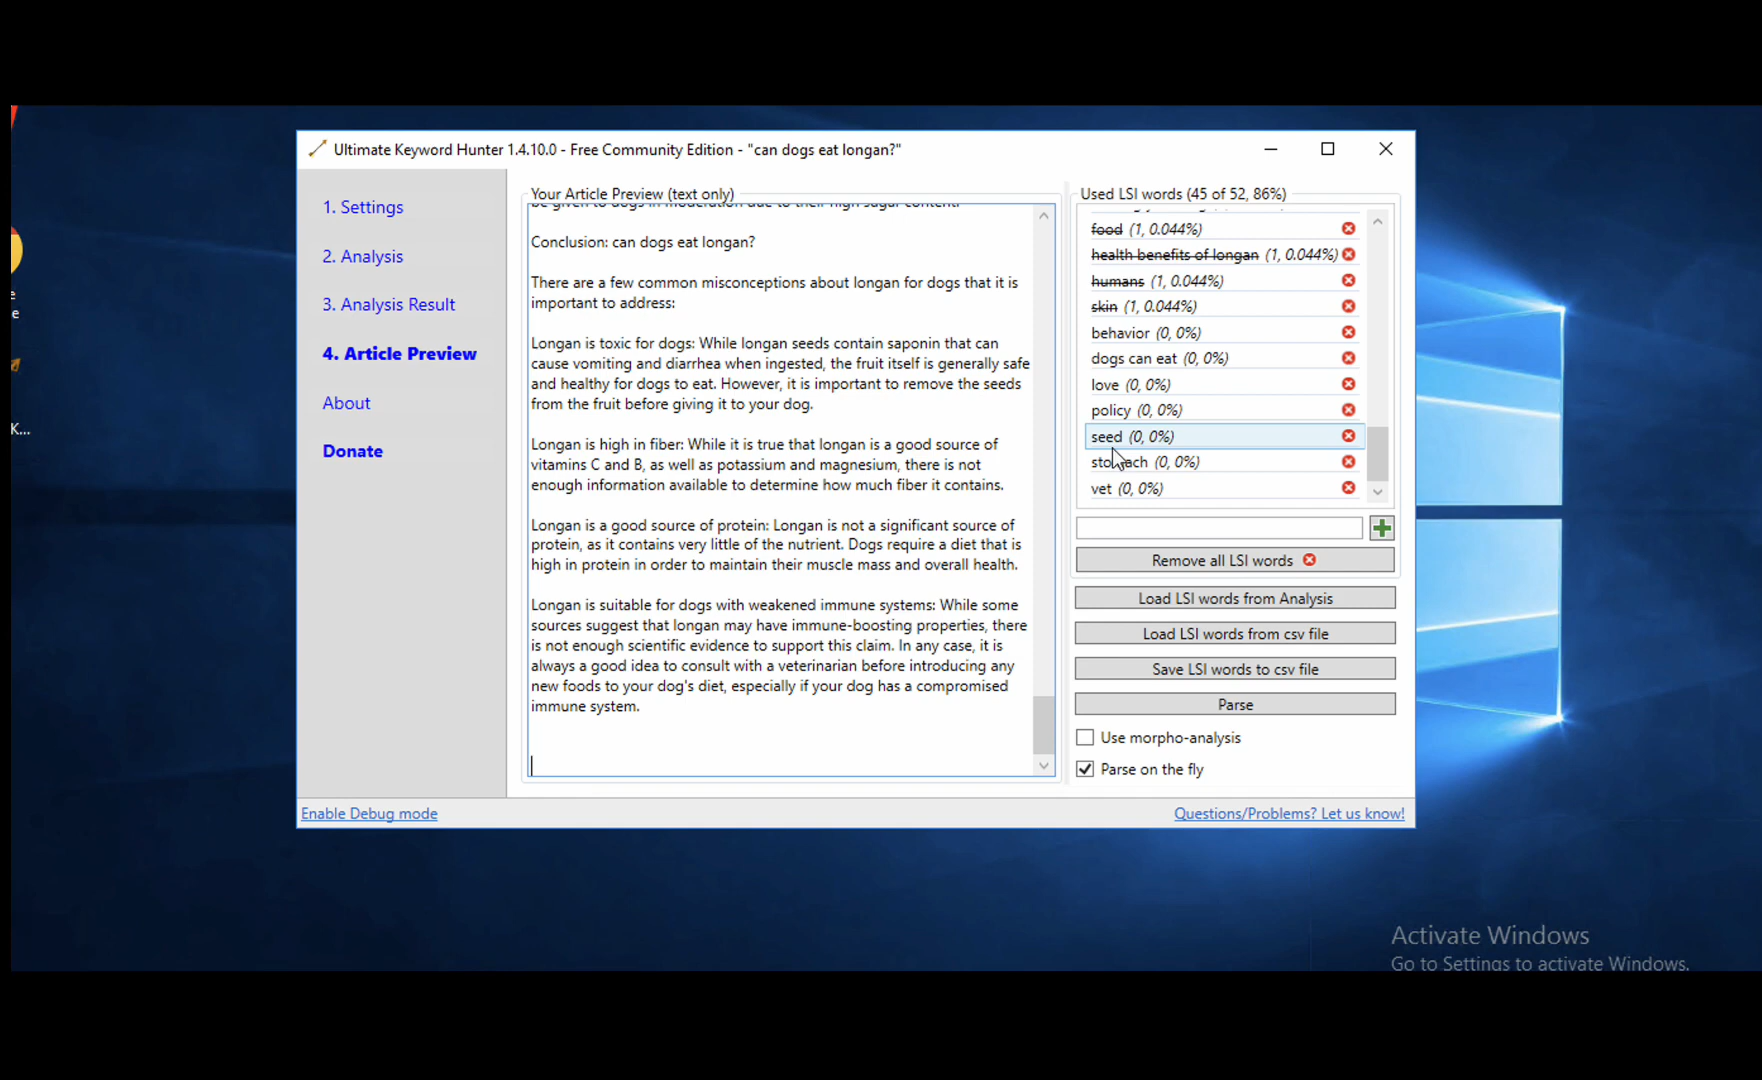 Ultimate Keyword Hunter 1.4.10.0 - Free Community Edition - "can dogs eat longan?"
1. Settings
2. Analysis
3. Analysis Result
4. Article Preview
About
Donate
Your Article Preview (text only)
be given to dogs in moderation due to their high sugar content.
Conclusion: can dogs eat longan?
There are a few common misconceptions about longan for dogs that it is
important to address:
Longan is toxic for dogs: While longan seeds contain saponin that can
cause vomiting and diarrhea when ingested, the fruit itself is generally safe
and healthy for dogs to eat. However, it is important to remove the seeds
from the fruit before giving it to your dog.
Longan is high in fiber: While it is true that longan is a good source of
vitamins C and B, as well as potassium and magnesium, there is not
enough information available to determine how much fiber it contains.
Longan is a good source of protein: Longan is not a significant source of
protein, as it contains very little of the nutrient. Dogs require a diet that is
high in protein in order to maintain their muscle mass and overall health.
Longan is suitable for dogs with weakened immune systems: While some
sources suggest that longan may have immune-boosting properties, there
is not enough scientific evidence to support this claim. In any case, it is
always a good idea to consult with a veterinarian before introducing any
new foods to your dog's diet, especially if your dog has a compromised
immune system.
Used LSI words (45 of 52, 86%)
food (1, 0.044%)
health benefits of longan (1, 0.044%)
humans (1, 0.044%)
skin (1, 0.044%)
behavior (0, 0%)
dogs can eat (0, 0%)
love (0, 0%)
policy (0, 0%)
seed (0, 0%)
stomach (0, 0%)
vet (0, 0%)
Remove all LSI words
Load LSI words from Analysis
Load LSI words from csv file
Save LSI words to csv file
Parse
Use morpho-analysis
Parse on the fly
Enable Debug mode
Questions/Problems? Let us know!
e
e
K...
Activate Windows
Go to Settings to activate Windows.